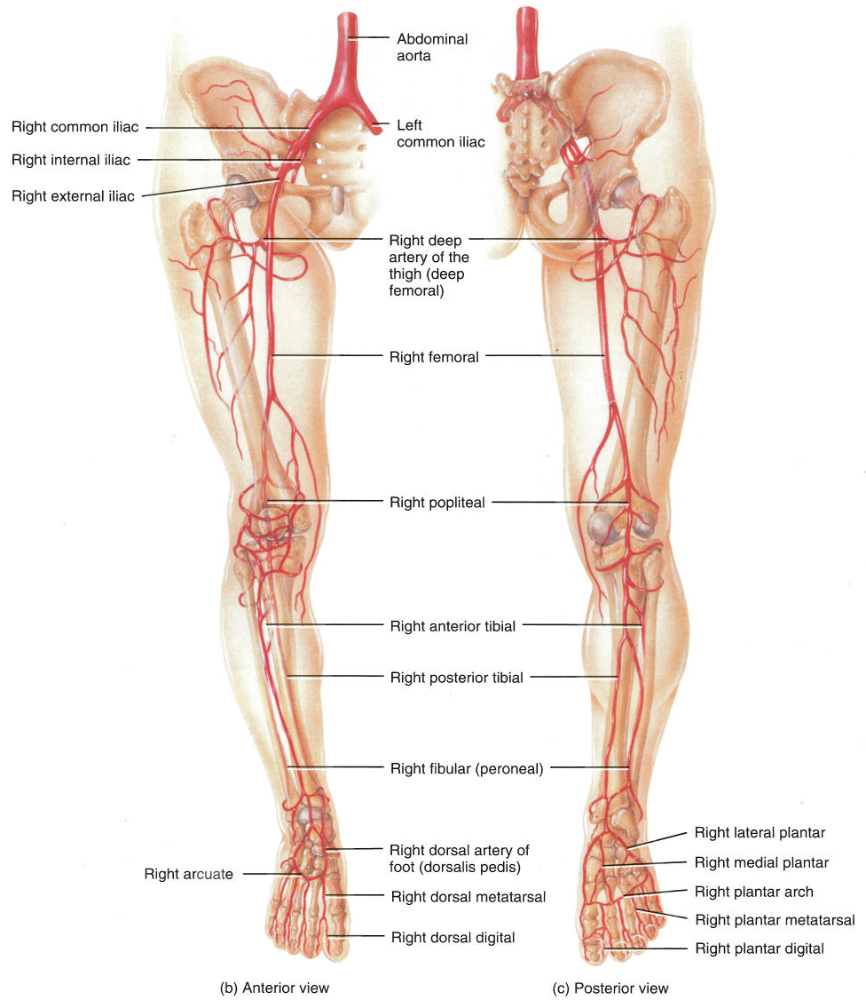 Abdominal
aorta
Right common iliac
Left
common iliac
Right internal iliac
Right external iliac
Right deep
artery of the
thigh (deep
femoral)
Right femoral
Right popliteal
Right anterior tibial
Right posterior tibial
Right fibular (peroneal)
Right lateral plantar
Right dorsal artery of
foot (dorsalis pedis)
Right medial plantar
Right arcuate
Right dorsal metatarsal
Right plantar arch
Right plantar metatarsal
Right dorsal digital
Right plantar digital
(b) Anterior view
(c) Posterior view